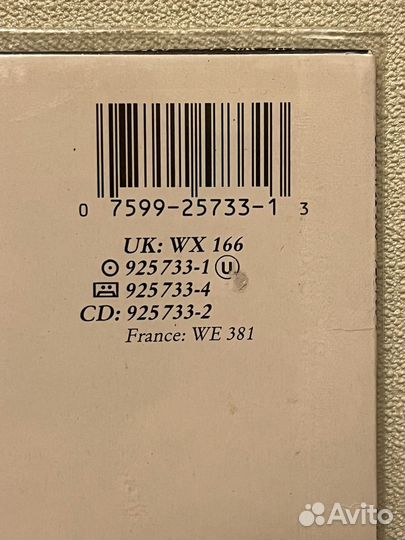 0 7599-25733-1 3
UK: WX 166
925733-1 U
925733-4
CD: 925733-2
France: WE 381
Avito